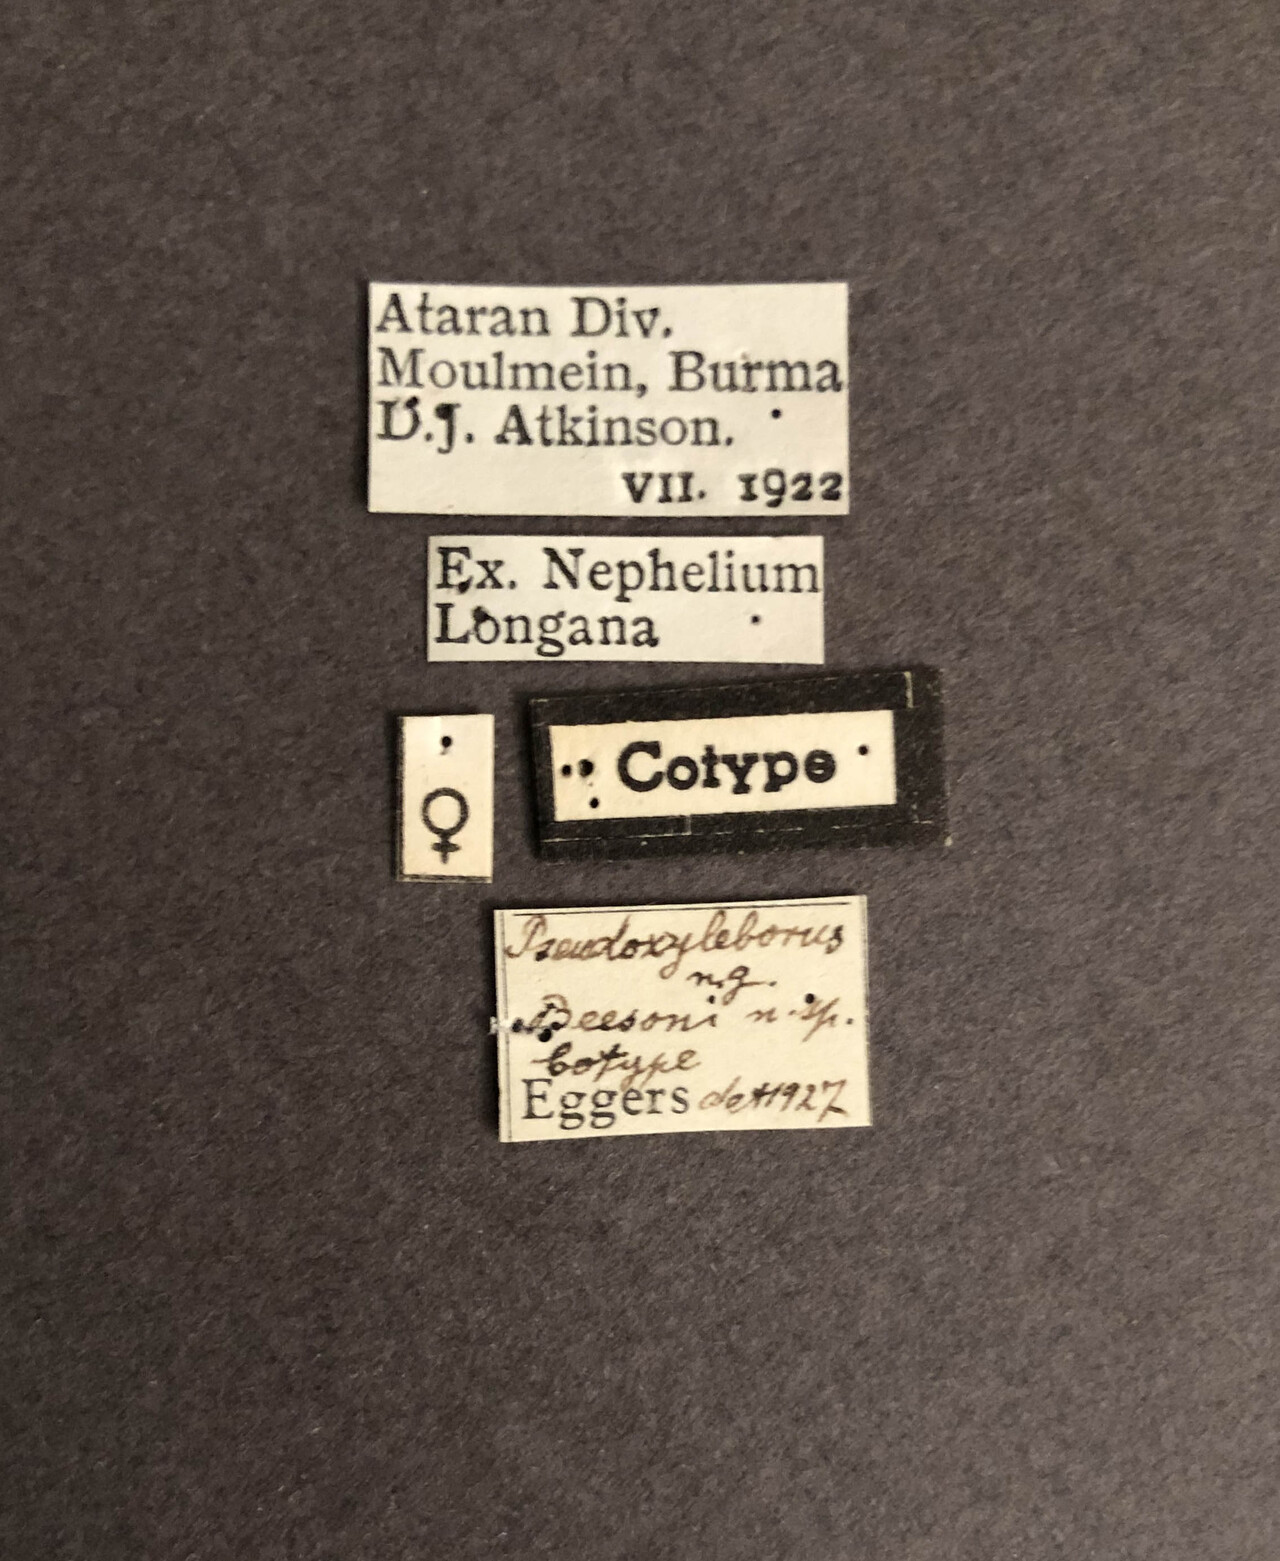 Ataran Div.
Moulmein, Burma
D.J. Atkinson.
VII. 1922
Ex. Nephelium
Longana
♀
Cotype
Pseudoxyleborus
n.g.
Beesoni n.sp.
Cotype
Eggers det 1927